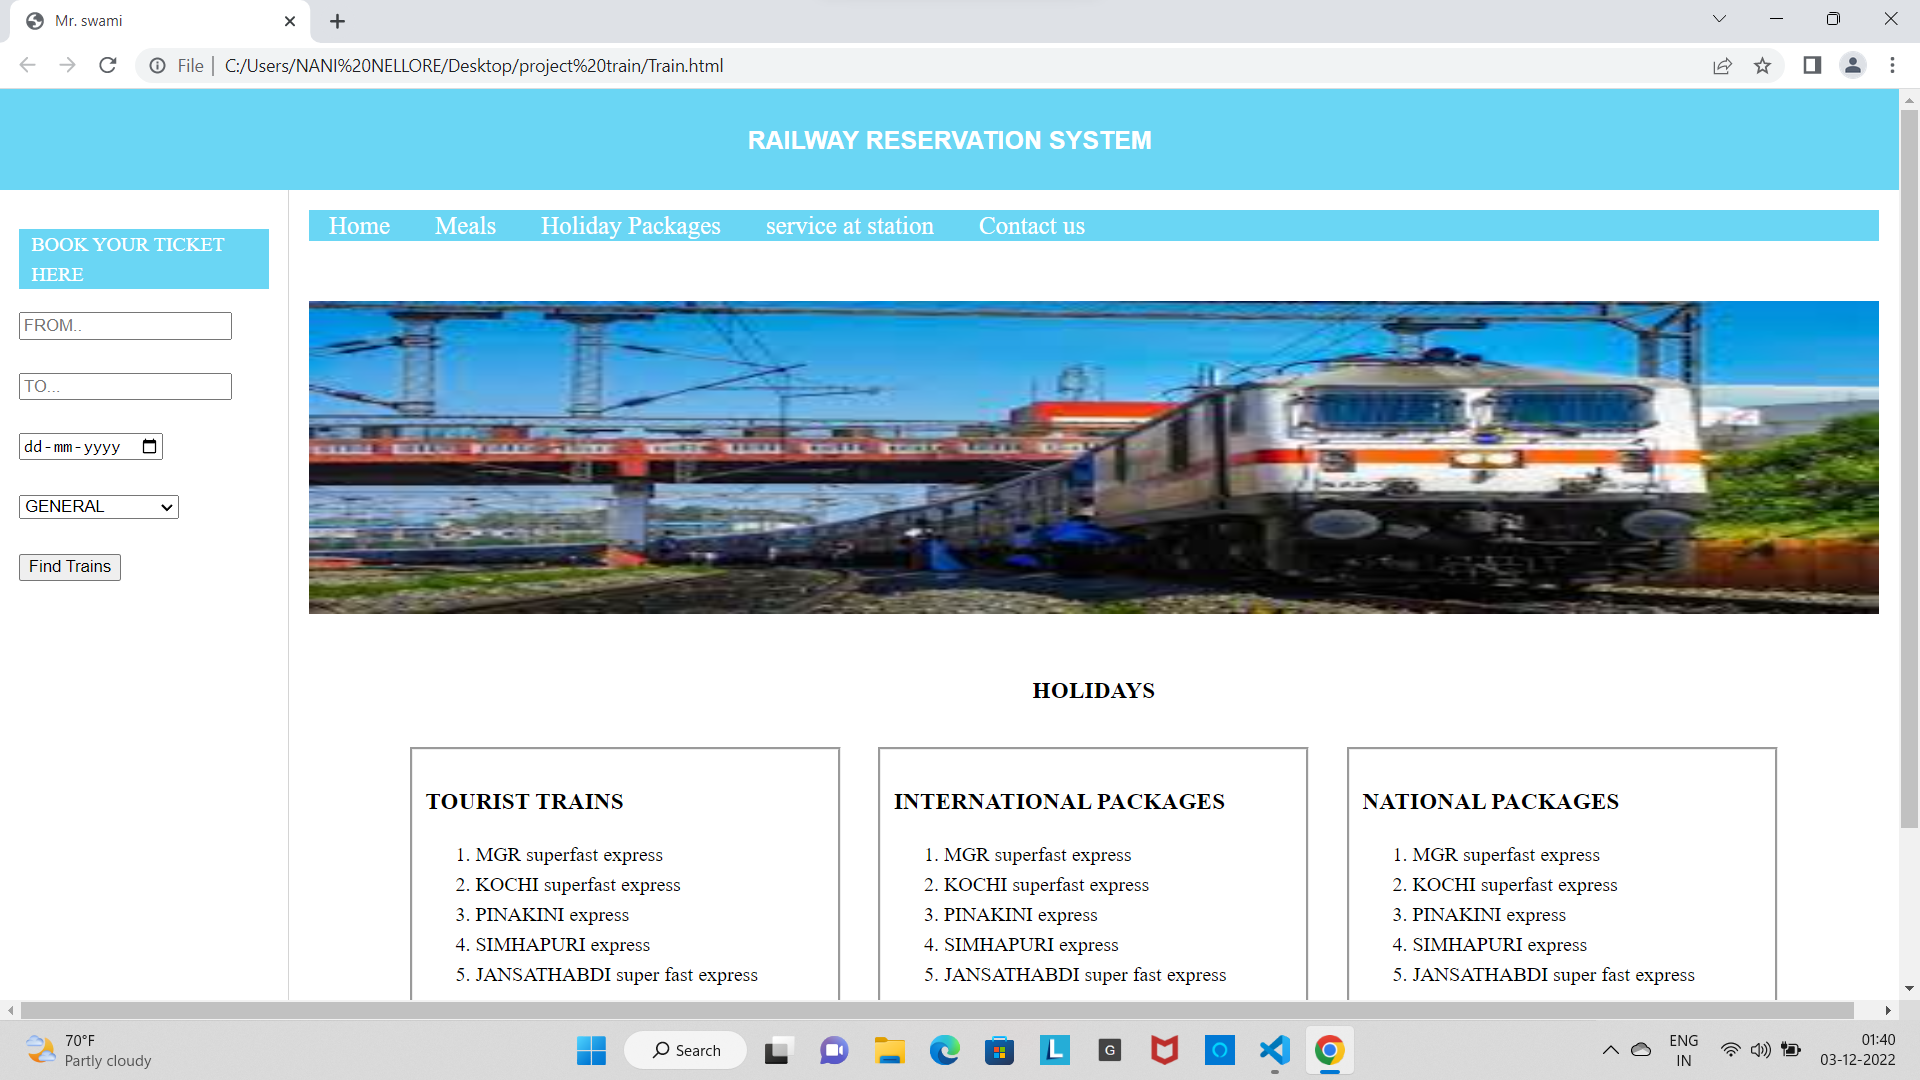 Mr. swami
File
C:/Users/NANI%20NELLORE/Desktop/project%20train/Train.html
RAILWAY RESERVATION SYSTEM
Home Meals Holiday Packages service at station Contact us
BOOK YOUR TICKET
HERE
FROM..
TO...
dd-mm-yyyy
GENERAL
Find Trains
HOLIDAYS
TOURIST TRAINS
1. MGR superfast express
2. KOCHI superfast express
3. PINAKINI express
4. SIMHAPURI express
5. JANSATHABDI super fast express
INTERNATIONAL PACKAGES
1. MGR superfast express
2. KOCHI superfast express
3. PINAKINI express
4. SIMHAPURI express
5. JANSATHABDI super fast express
NATIONAL PACKAGES
1. MGR superfast express
2. KOCHI superfast express
3. PINAKINI express
4. SIMHAPURI express
5. JANSATHABDI super fast express
70°F
Partly cloudy
Search
L
G
ENG
IN
01:40
03-12-2022